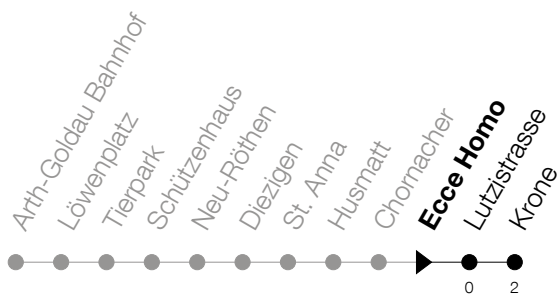 Arth-Goldau Bahnhof
Löwenplatz
Tierpark
Schützenhaus
Neu-Röthen
Diezigen
St. Anna
Husmatt
Chornacher
Ecce Homo
Lutzistrasse
Krone
0
2